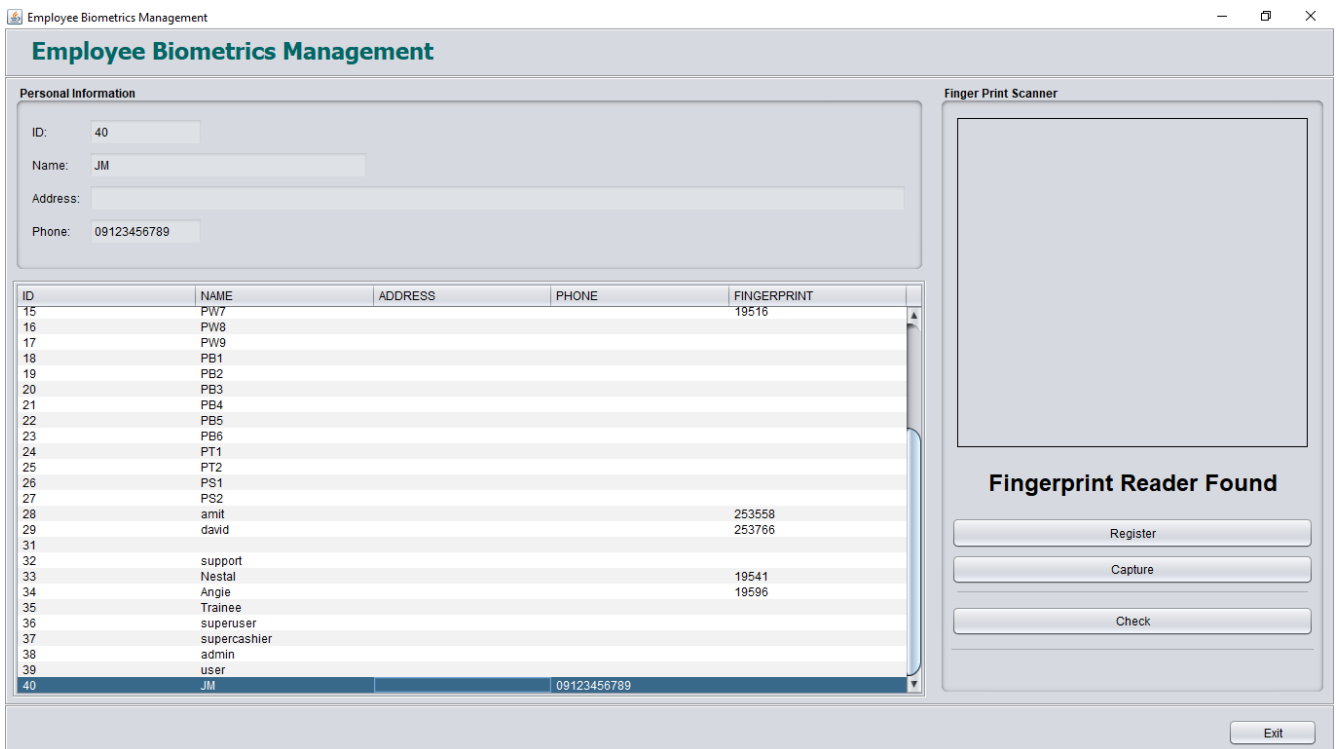 Employee Biometrics Management
Employee Biometrics Management
Personal Information
ID: 40
Name: JM
Address:
Phone: 09123456789
ID NAME ADDRESS PHONE FINGERPRINT
15 PW7 19516
16 PW8
17 PW9
18 PB1
19 PB2
20 PB3
21 PB4
22 PB5
23 PB6
24 PT1
25 PT2
26 PS1
27 PS2
28 amit 253558
29 david 253766
31
32 support
33 Nestal 19541
34 Angie 19596
35 Trainee
36 superuser
37 supercashier
38 admin
39 user
40 JM 09123456789
Finger Print Scanner
Fingerprint Reader Found
Register
Capture
Check
Exit